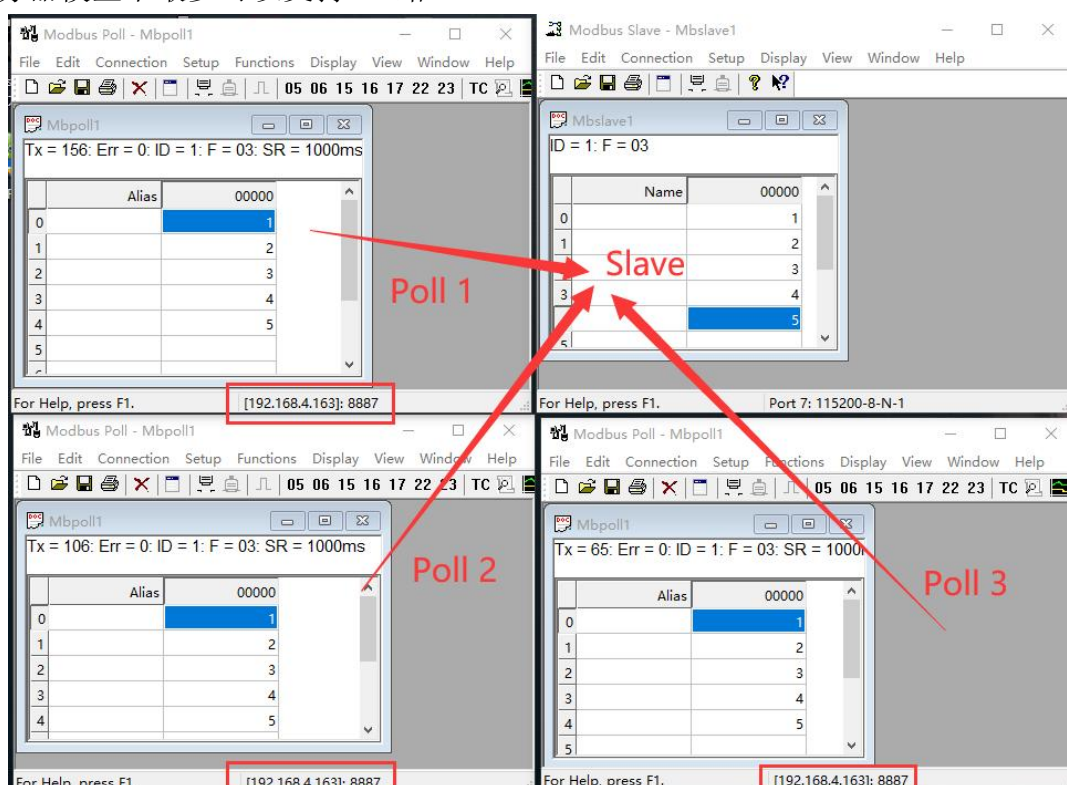 Modbus Poll - Mbpoll1
File Edit Connection Setup Functions Display View Window Help
05 06 15 16 17 22 23 TC
Mbpoll1
Tx = 156: Err = 0: ID = 1: F = 03: SR = 1000ms
Alias 00000
0 1
1 2
2 3
3 4
4 5
5
Poll 1
For Help, press F1. [192.168.4.163]: 8887
Modbus Slave - Mbslave1
File Edit Connection Setup Display View Window Help
Mbslave1
ID = 1: F = 03
Name 00000
0 1
1 2
3
3 4
5
Slave
For Help, press F1. Port 7: 115200-8-N-1
Modbus Poll - Mbpoll1
File Edit Connection Setup Functions Display View Window Help
05 06 15 16 17 22 23 TC
Mbpoll1
Tx = 106: Err = 0: ID = 1: F = 03: SR = 1000ms
Alias 00000
0 1
1 2
2 3
3 4
4 5
Poll 2
For Help, press F1. [192.168.4.163]: 8887
Modbus Poll - Mbpoll1
File Edit Connection Setup Functions Display View Window Help
05 06 15 16 17 22 23 TC
Mbpoll1
Tx = 65: Err = 0: ID = 1: F = 03: SR = 1000
Alias 00000
0 1
1 2
2 3
3 4
4 5
5
Poll 3
For Help, press F1. [192.168.4.163]: 8887